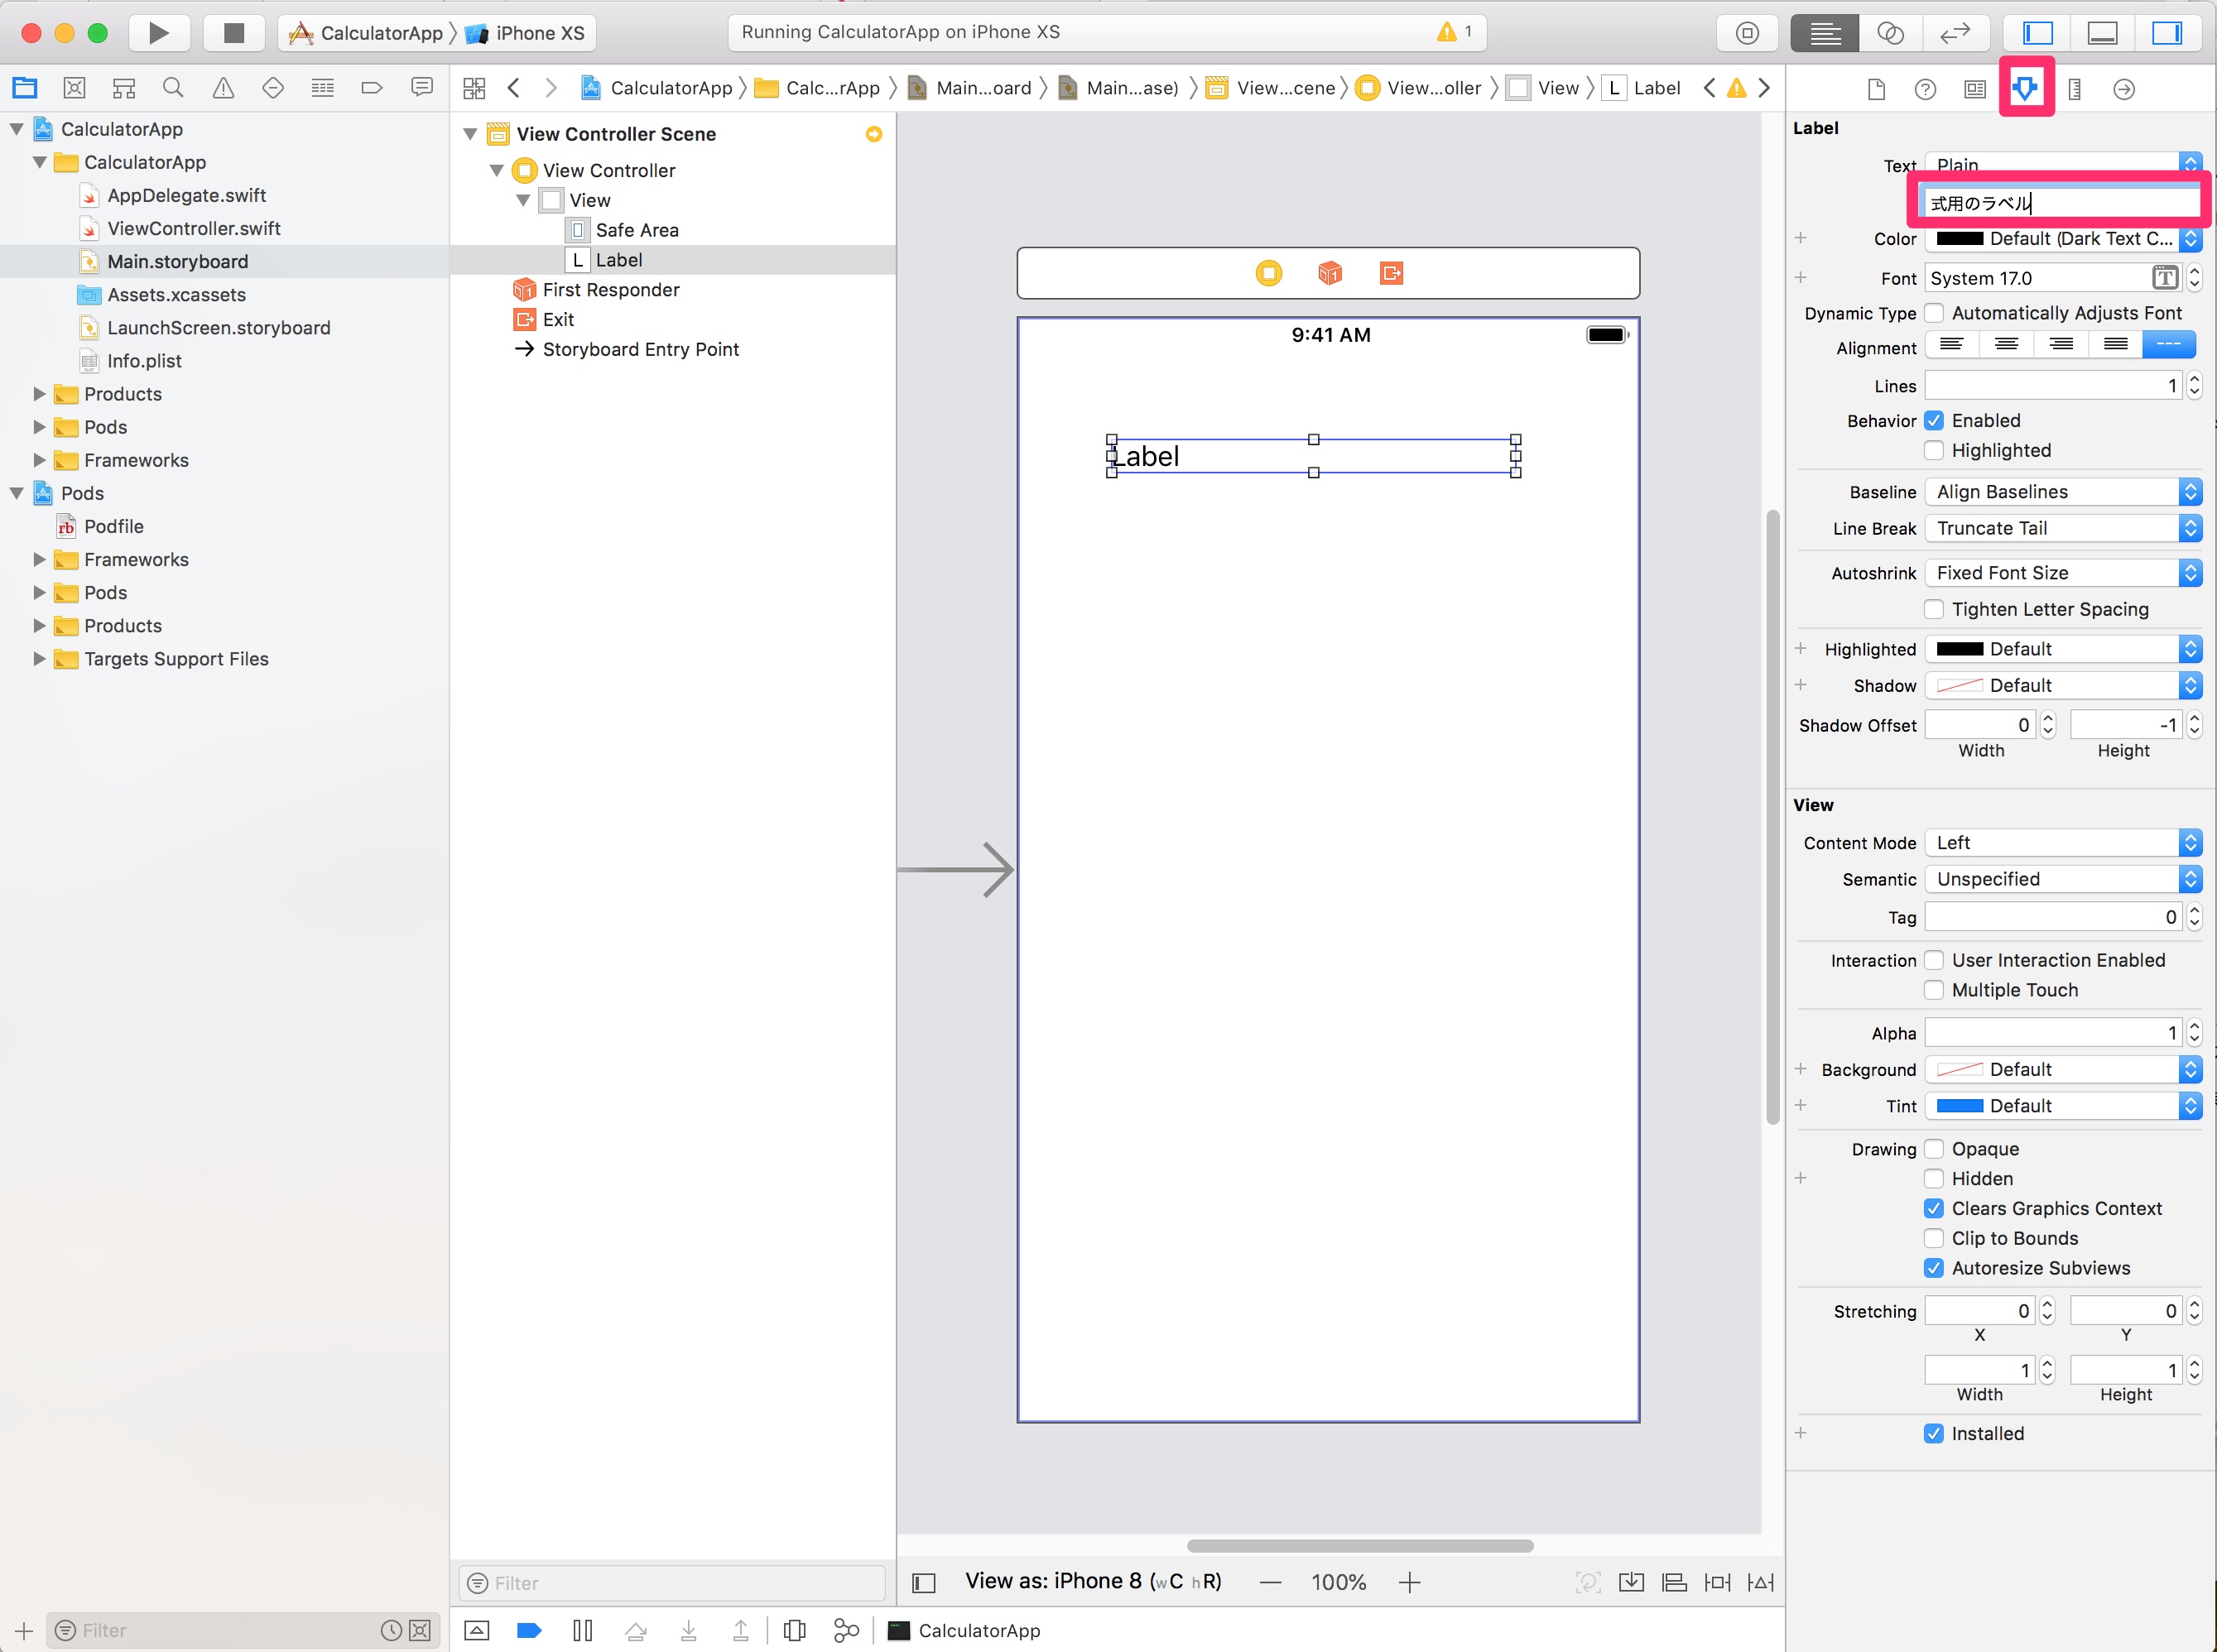 CalculatorApp
iPhone XS
Running CalculatorApp on iPhone XS
1
CalculatorApp
Calc...rApp
Main...oard
Main...ase)
View...cene
View...oller
View
L Label
CalculatorApp
CalculatorApp
AppDelegate.swift
ViewController.swift
Main.storyboard
Assets.xcassets
LaunchScreen.storyboard
Info.plist
Products
Pods
Frameworks
Pods
rb Podfile
Frameworks
Pods
Products
Targets Support Files
Filter
View Controller Scene
View Controller
View
Safe Area
L Label
1 First Responder
Exit
Storyboard Entry Point
Filter
1
9:41 AM
Label
View as: iPhone 8 (wC hR)
100%
CalculatorApp
Label
Text Plain
式用のラベル
Color Default (Dark Text C...
Font System 17.0 T
Dynamic Type Automatically Adjusts Font
Alignment
Lines 1
Behavior Enabled
Highlighted
Baseline Align Baselines
Line Break Truncate Tail
Autoshrink Fixed Font Size
Tighten Letter Spacing
Highlighted Default
Shadow Default
Shadow Offset 0 -1
Width Height
View
Content Mode Left
Semantic Unspecified
Tag 0
Interaction User Interaction Enabled
Multiple Touch
Alpha 1
Background Default
Tint Default
Drawing Opaque
Hidden
Clears Graphics Context
Clip to Bounds
Autoresize Subviews
Stretching 0 0
X Y
1 1
Width Height
Installed